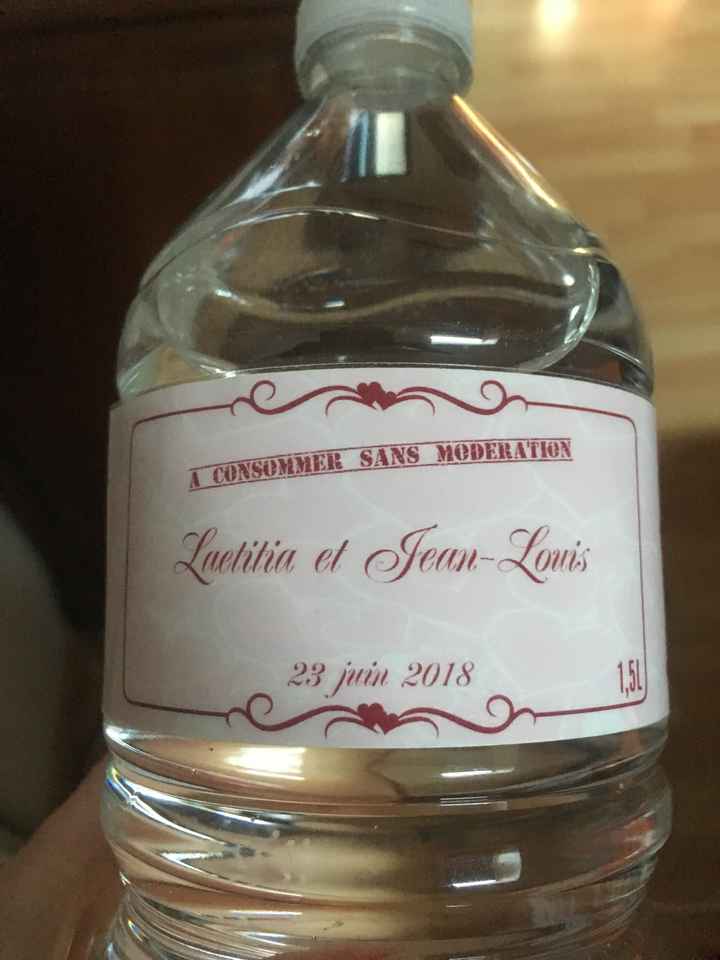 A CONSOMMER SANS MODERATION
Laetitia et Jean-Louis
23 juin 2018
1,5L